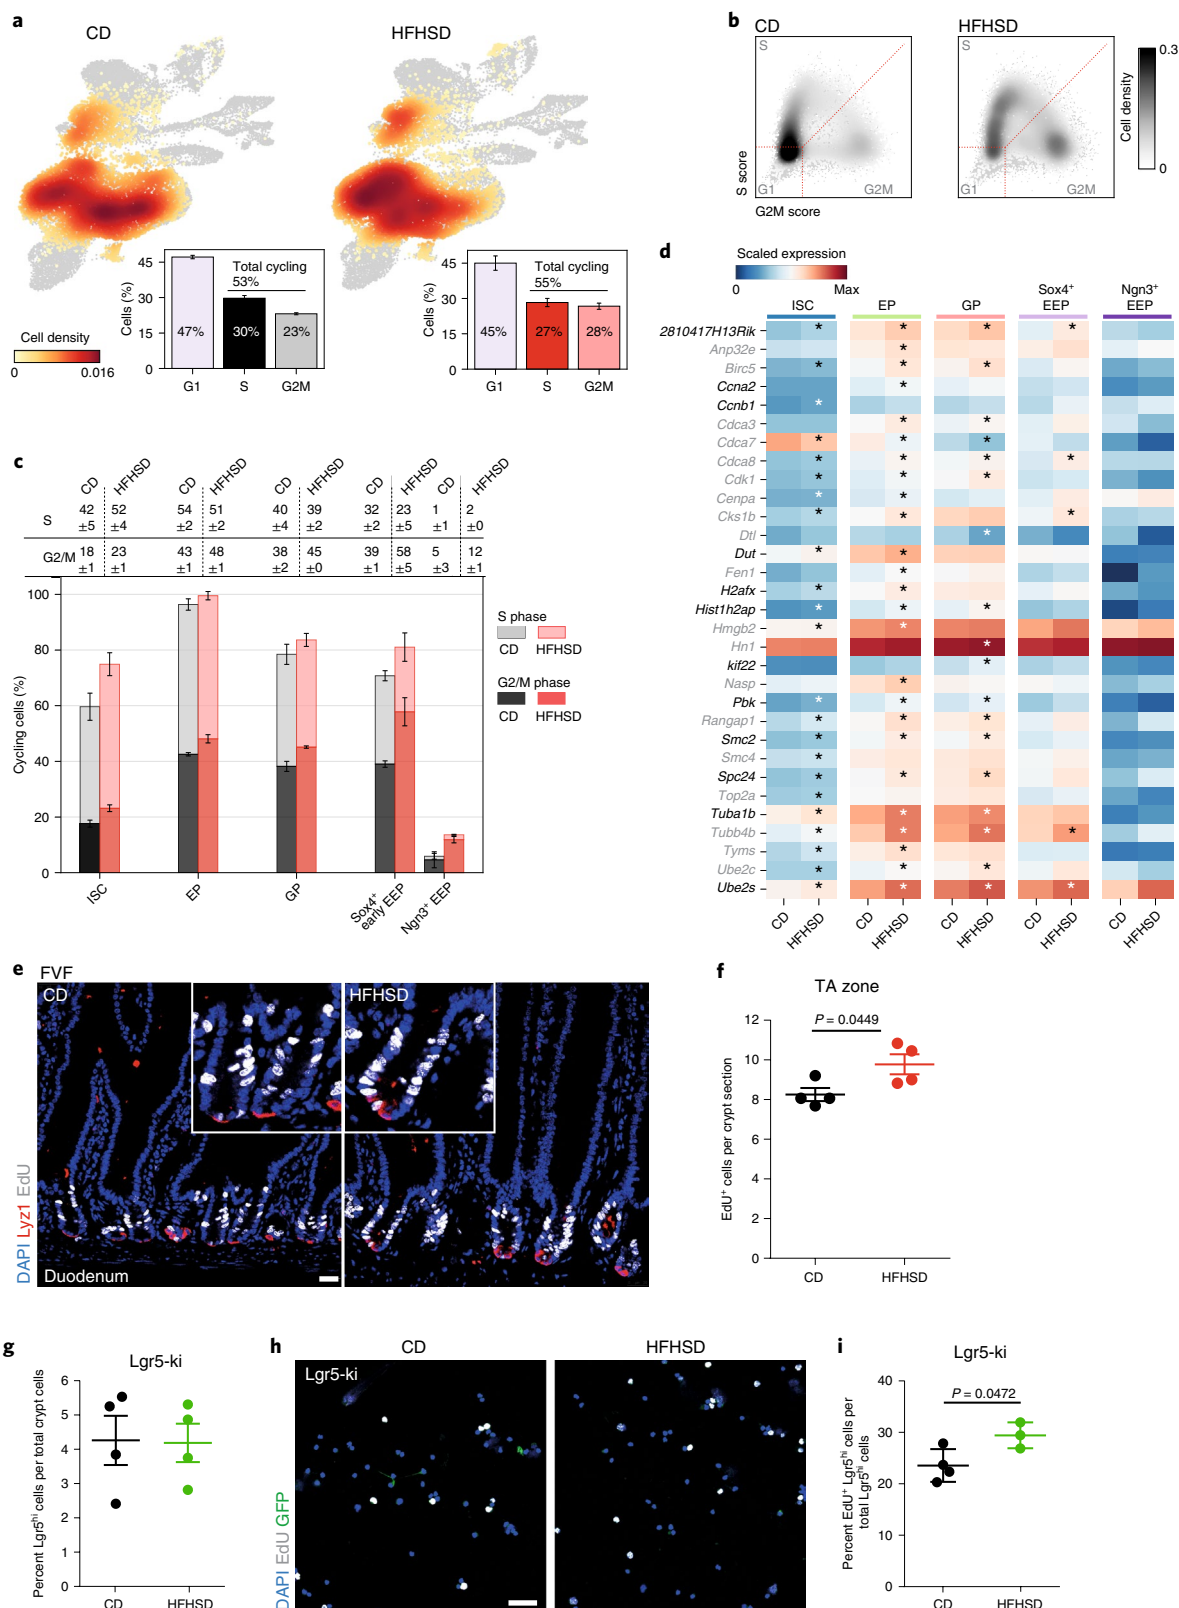 a
CD
HFHSD
Cells (%)
45
30
15
0
Total cycling
53%
47%
30%
23%
G1
S
G2M
Cells (%)
45
30
15
0
Total cycling
55%
45%
27%
28%
G1
S
G2M
Cell density
0
0.016
b
CD
HFHSD
S
G1
G2M
S score
G2M score
S
G1
G2M
Cell density
0.3
0
c
CD HFHSD CD HFHSD CD HFHSD CD HFHSD CD HFHSD
S 42 ±5 52 ±4 54 ±2 51 ±2 40 ±4 39 ±2 32 ±2 23 ±5 1 ±1 2 ±0
G2/M 18 ±1 23 ±1 43 ±1 48 ±1 38 ±2 45 ±0 39 ±1 58 ±5 5 ±3 12 ±1
Cycling cells (%)
100
80
60
40
20
0
ISC
EP
GP
Sox4+ early EEP
Ngn3+ EEP
S phase
CD HFHSD
G2/M phase
CD HFHSD
d
Scaled expression
0 Max
ISC
EP
GP
Sox4+ EEP
Ngn3+ EEP
2810417H13Rik
Anp32e
Birc5
Ccna2
Ccnb1
Cdca3
Cdca7
Cdca8
Cdk1
Cenpa
Cks1b
Dtl
Dut
Fen1
H2afx
Hist1h2ap
Hmgb2
Hn1
kif22
Nasp
Pbk
Rangap1
Smc2
Smc4
Spc24
Top2a
Tuba1b
Tubb4b
Tyms
Ube2c
Ube2s
CD HFHSD CD HFHSD CD HFHSD CD HFHSD CD HFHSD
e
FVF
CD
HFHSD
DAPI Lyz1 EdU
Duodenum
f
TA zone
P = 0.0449
EdU+ cells per crypt section
12
10
8
6
4
2
0
CD
HFHSD
g
Lgr5-ki
Percent Lgr5hi cells per total crypt cells
6
5
4
3
2
1
0
CD
HFHSD
h
CD
HFHSD
Lgr5-ki
DAPI EdU GFP
i
Lgr5-ki
P = 0.0472
Percent EdU+ Lgr5hi cells per
total Lgr5hi cells
40
30
20
10
0
CD
HFHSD